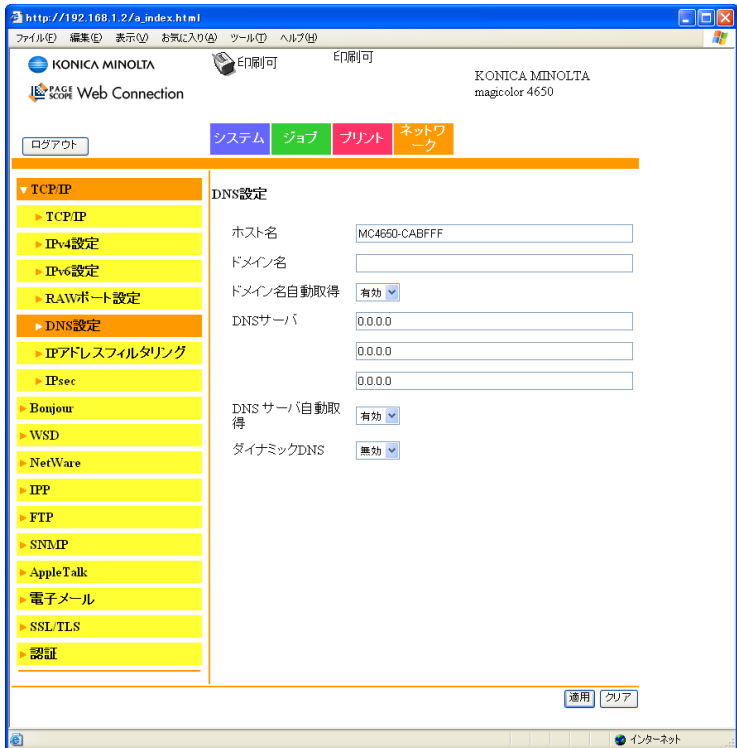 http://192.168.1.2/a_index.html
ファイル(F) 編集(E) 表示(V) お気に入り(A) ツール(T) ヘルプ(H)
KONICA MINOLTA
印刷可
印刷可
PAGE SCOPE Web Connection
KONICA MINOLTA
magicolor 4650
ログアウト
システム
ジョブ
プリント
ネットワ
ーク
TCP/IP
TCP/IP
IPv4設定
IPv6設定
RAWポート設定
DNS設定
IPアドレスフィルタリング
IPsec
Bonjour
WSD
NetWare
IPP
FTP
SNMP
AppleTalk
電子メール
SSL/TLS
認証
DNS設定
ホスト名 MC4650-CABFFF
ドメイン名
ドメイン名自動取得 有効
DNSサーバ 0.0.0.0
0.0.0.0
0.0.0.0
DNS サーバ自動取
得 有効
ダイナミックDNS 無効
適用 クリア
インターネット